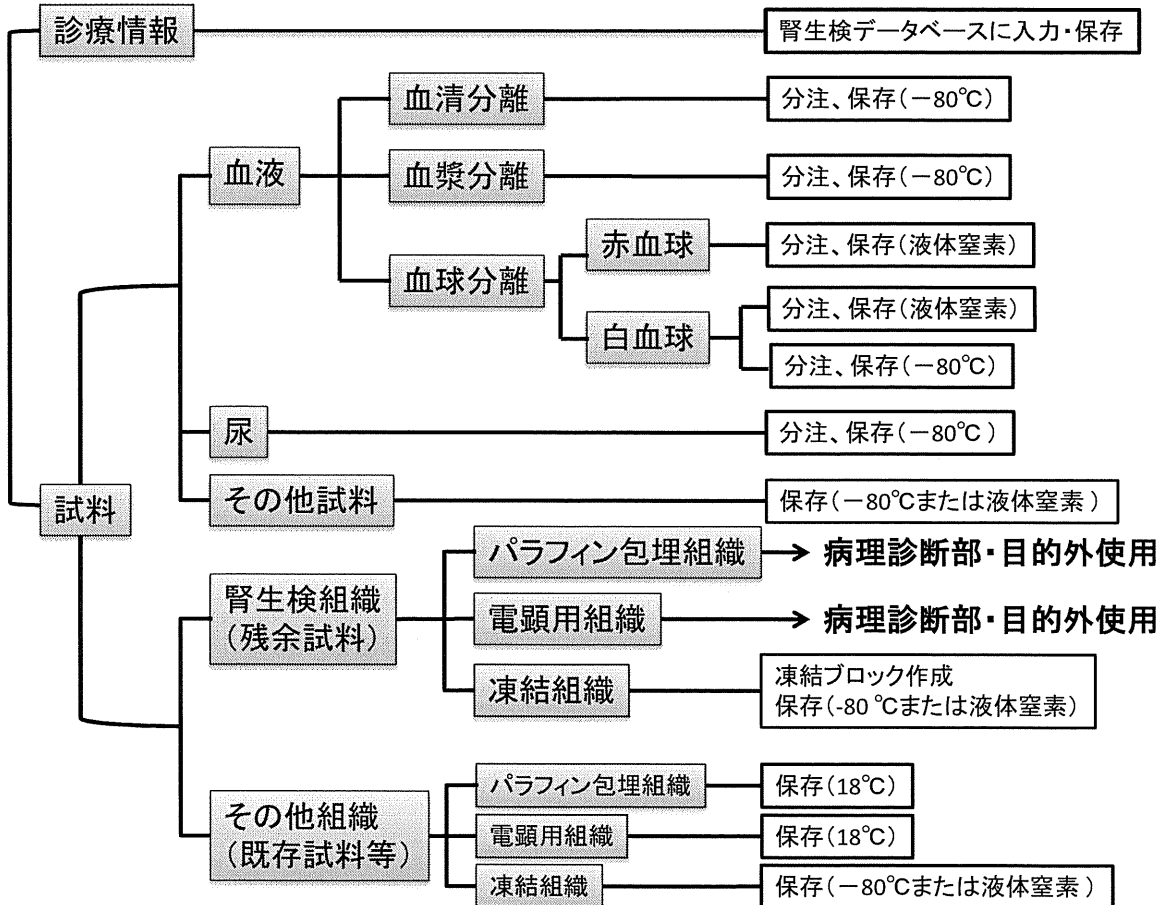 診療情報
腎生検データベースに入力・保存
血液
血清分離
分注、保存(－80℃)
血漿分離
分注、保存(－80℃)
血球分離
赤血球
分注、保存(液体窒素)
白血球
分注、保存(液体窒素)
分注、保存(－80℃)
尿
分注、保存(－80℃)
その他試料
保存(－80℃または液体窒素)
試料
腎生検組織
(残余試料)
パラフィン包埋組織
病理診断部・目的外使用
電顕用組織
病理診断部・目的外使用
凍結組織
凍結ブロック作成
保存(-80 ℃または液体窒素)
その他組織
(既存試料等)
パラフィン包埋組織
保存(18℃)
電顕用組織
保存(18℃)
凍結組織
保存(－80℃または液体窒素)